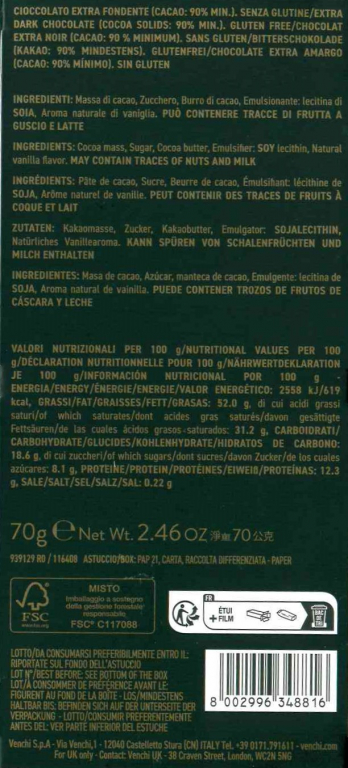 CIOCCOLATO EXTRA FONDENTE (CACAO: 90% MIN.). SENZA GLUTINE/EXTRA
DARK CHOCOLATE (COCOA SOLIDS: 90% MIN.). GLUTEN FREE/CHOCOLAT
EXTRA NOIR (CACAO: 90 % MINIMUM). SANS GLUTEN/BITTERSCHOKOLADE
(KAKAO: 90% MINDESTENS). GLUTENFREI/CHOCOLATE EXTRA AMARGO
(CACAO: 90% MÍNIMO). SIN GLUTEN
INGREDIENTI: Massa di cacao, Zucchero, Burro di cacao, Emulsionante: lecitina di
SOIA, Aroma naturale di vaniglia. PUÒ CONTENERE TRACCE DI FRUTTA A
GUSCIO E LATTE
INGREDIENTS: Cocoa mass, Sugar, Cocoa butter, Emulsifier: SOY lecithin, Natural
vanilla flavor. MAY CONTAIN TRACES OF NUTS AND MILK
INGRÉDIENTS: Pâte de cacao, Sucre, Beurre de cacao, Émulsifiant: lécithine de
SOJA, Arôme naturel de vanille. PEUT CONTENIR DES TRACES DE FRUITS À
COQUE ET LAIT
ZUTATEN: Kakaomasse, Zucker, Kakaobutter, Emulgator: SOJALECITHIN,
Natürliches Vanillearoma. KANN SPÜREN VON SCHALENFRÜCHTEN UND
MILCH ENTHALTEN
INGREDIENTES: Masa de cacao, Azúcar, manteca de cacao, Emulgente: lecitina de
SOJA, Aroma natural de vainilla. PUEDE CONTENER TROZOS DE FRUTOS DE
CÁSCARA Y LECHE
VALORI NUTRIZIONALI PER 100 g/NUTRITIONAL VALUES PER 100
g/DÉCLARATION NUTRITIONNELLE POUR 100 g/NÄHRWERTDEKLARATION
JE 100 g/INFORMACIÓN NUTRICIONAL POR 100 g -
ENERGIA/ENERGY/ÉNERGIE/ENERGIE/VALOR ENERGÉTICO: 2558 kJ/619
kcal, GRASSI/FAT/GRAISSES/FETT/GRASAS: 52.0 g, di cui acidi grassi
saturi/of which saturates/dont acides gras saturés/davon gesättigte
Fettsäuren/de las cuales ácidos grasos-saturados: 31.2 g, CARBOIDRATI/
CARBOHYDRATE/GLUCIDES/KOHLENHYDRATE/HIDRATOS DE CARBONO:
18.6 g, di cui zuccheri/of which sugars/dont sucres/davon Zucker/de los cuales
azúcares: 8.1 g, PROTEINE/PROTEIN/PROTÉINES/EIWEIß/PROTEÍNAS: 12.3
g, SALE/SALT/SEL/SALZ/SAL: 0.22 g
70g e Net Wt. 2.46 OZ 淨重 70 公克
939129 R0 / 116408 ASTUCCIO/BOX: PAP 21, CARTA, RACCOLTA DIFFERENZIATA - PAPER
FSC
www.fsc.org
MISTO
Imballaggio a sostegno
della gestione forestale
responsabile
FSC® C117088
FR
ÉTUI
+ FILM
BAC
DE TRI
LOTTO/DA CONSUMARSI PREFERIBILMENTE ENTRO IL:
RIPORTATE SUL FONDO DELL'ASTUCCIO
LOT N°/BEST BEFORE: SEE BOTTOM OF THE BOX
LOT/À CONSOMMER DE PRÉFÉRENCE AVANT LE:
FIGURENT AU FOND DE LA BOÎTE - LOS/MINDESTENS
HALTBAR BIS: BEFINDEN SICH AUF DER UNTERSEITE DER
VERPACKUNG - LOTTO/CONSUMIR PREFERENTEMENTE
ANTES DEL: VER PARTE INFERIOR DEL ESTUCHE
8 002996 348816
Venchi S.p.A - Via Venchi,1 - 12040 Castelletto Stura (CN) ITALY Tel. +39 0171.791611 - venchi.com
For UK only - Contact: Venchi UK - 38 Craven Street, London, WC2N 5NG